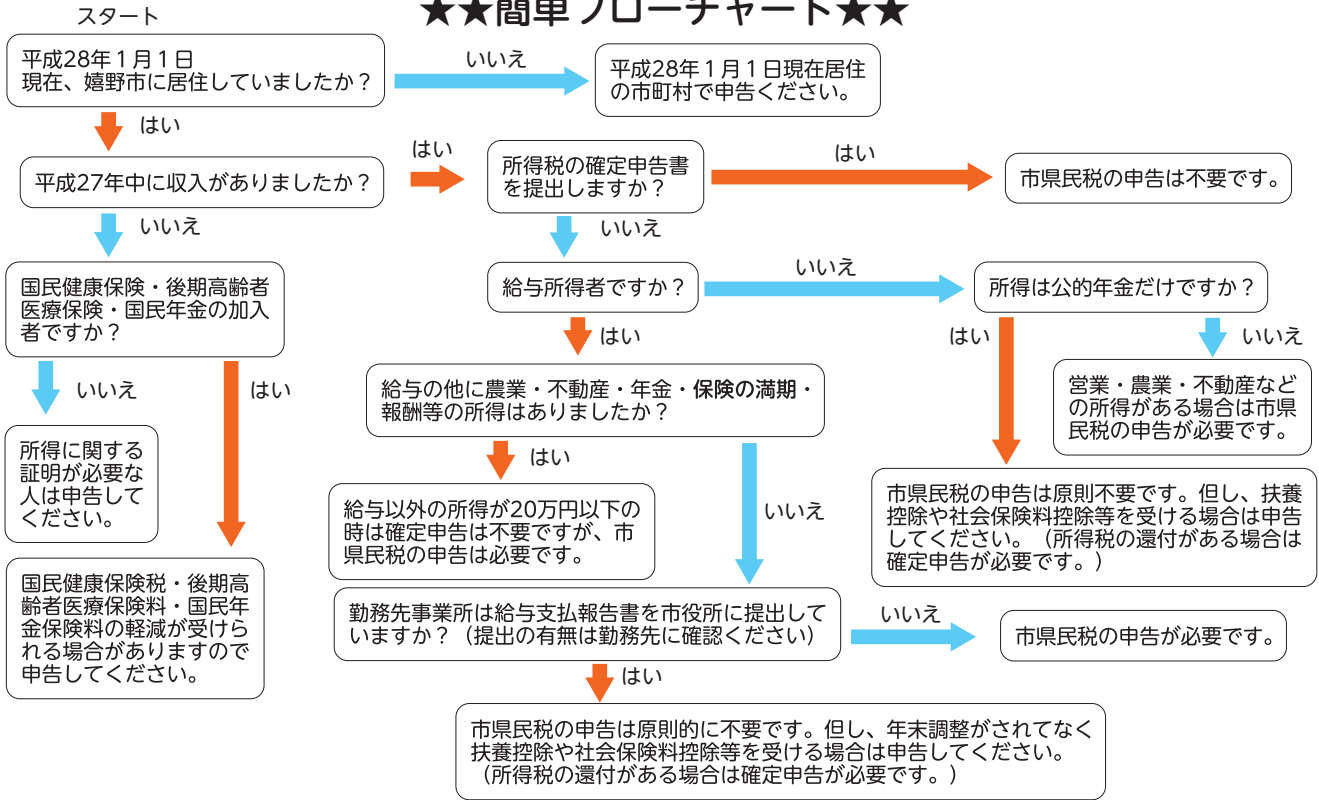 ★★簡単フローチャート★★
スタート
平成28年１月１日
現在、嬉野市に居住していましたか？
いいえ
平成28年１月１日現在居住
の市町村で申告ください。
はい
平成27年中に収入がありましたか？
はい
所得税の確定申告書
を提出しますか？
はい
市県民税の申告は不要です。
いいえ
いいえ
国民健康保険・後期高齢者
医療保険・国民年金の加入
者ですか？
給与所得者ですか？
いいえ
所得は公的年金だけですか？
はい
はい
いいえ
いいえ
はい
給与の他に農業・不動産・年金・保険の満期・
報酬等の所得はありましたか？
営業・農業・不動産など
の所得がある場合は市県
民税の申告が必要です。
所得に関する
証明が必要な
人は申告して
ください。
はい
いいえ
給与以外の所得が20万円以下の
時は確定申告は不要ですが、市
県民税の申告は必要です。
市県民税の申告は原則不要です。但し、扶養
控除や社会保険料控除等を受ける場合は申告
してください。（所得税の還付がある場合は
確定申告が必要です。）
国民健康保険税・後期高
齢者医療保険料・国民年
金保険料の軽減が受けら
れる場合がありますので
申告してください。
勤務先事業所は給与支払報告書を市役所に提出して
いますか？（提出の有無は勤務先に確認ください）
いいえ
市県民税の申告が必要です。
はい
市県民税の申告は原則的に不要です。但し、年末調整がされてなく
扶養控除や社会保険料控除等を受ける場合は申告してください。
（所得税の還付がある場合は確定申告が必要です。）